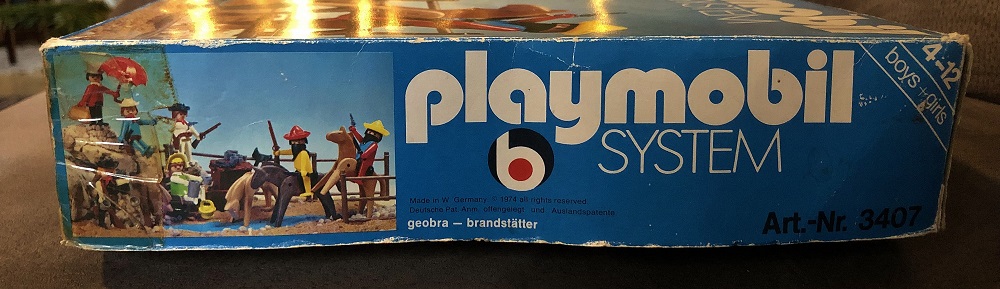 playmobil
SYSTEM
4-12
boys + girls
b
Made in W. Germany © 1974 all rights reserved
Deutsche Pat. Anm. offengelegt und Auslandspatente
geobra – brandstätter
Art.-Nr. 3407